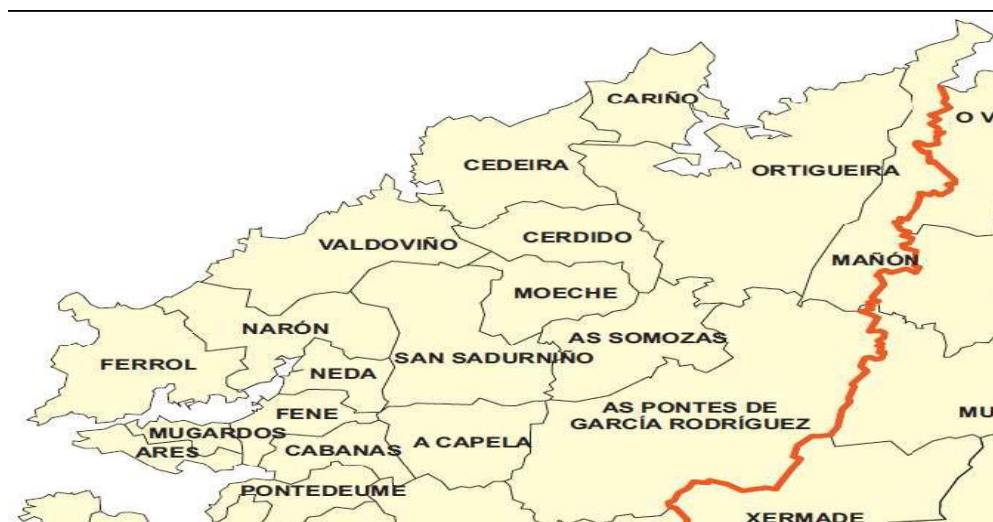 CARIÑO
O V
CEDEIRA
ORTIGUEIRA
VALDOVIÑO
CERDIDO
MAÑÓN
MOECHE
NARÓN
AS SOMOZAS
FERROL
SAN SADURNIÑO
NEDA
AS PONTES DE
GARCÍA RODRÍGUEZ
FENE
MU
MUGARDOS
A CAPELA
ARES
CABANAS
PONTEDEUME
XERMADE